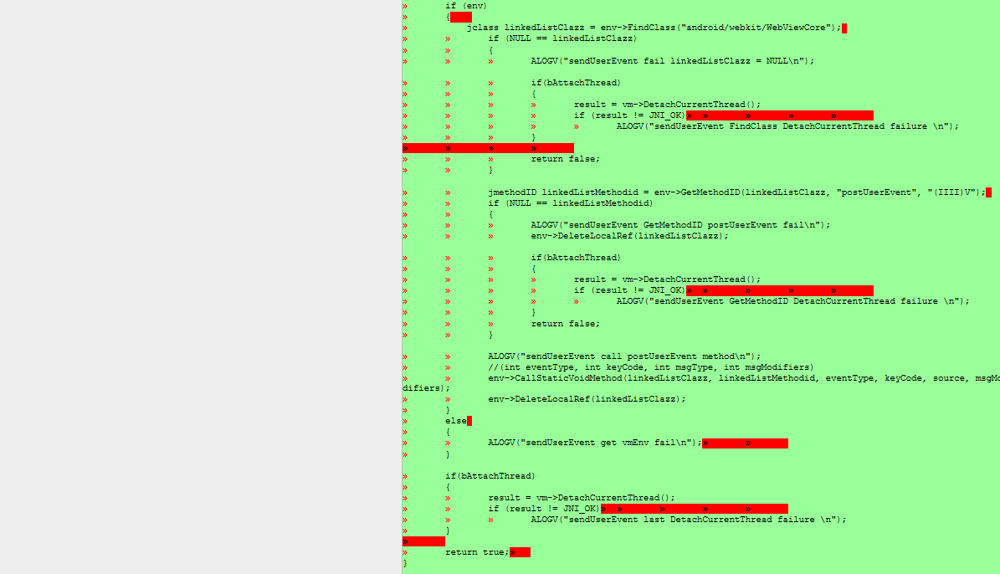 » if (env)
» {
» jclass linkedListClazz = env->FindClass("android/webkit/WebViewCore");
» » if (NULL == linkedListClazz)
» » {
» » » ALOGV("sendUserEvent fail linkedListClazz = NULL\n");
» » » if(bAttachThread)
» » » {
» » » » result = vm->DetachCurrentThread();
» » » » if (result != JNI_OK)» » » » »
» » » » » ALOGV("sendUserEvent FindClass DetachCurrentThread failure \n");
» » » }
» » » »
» » » return false;
» » }
» » jmethodID linkedListMethodid = env->GetMethodID(linkedListClazz, "postUserEvent", "(IIII)V");
» » if (NULL == linkedListMethodid)
» » {
» » » ALOGV("sendUserEvent GetMethodID postUserEvent fail\n");
» » » env->DeleteLocalRef(linkedListClazz);
» » » if(bAttachThread)
» » » {
» » » » result = vm->DetachCurrentThread();
» » » » if (result != JNI_OK)» » » » »
» » » » » ALOGV("sendUserEvent GetMethodID DetachCurrentThread failure \n");
» » » }
» » » return false;
» » }
» » ALOGV("sendUserEvent call postUserEvent method\n");
» » //(int eventType, int keyCode, int msgType, int msgModifiers)
» » env->CallStaticVoidMethod(linkedListClazz, linkedListMethodid, eventType, keyCode, source, msgMo
difiers);
» » env->DeleteLocalRef(linkedListClazz);
» }
» else
» {
» » ALOGV("sendUserEvent get vmEnv fail\n");» »
» }
» if(bAttachThread)
» {
» » result = vm->DetachCurrentThread();
» » if (result != JNI_OK)» » » » »
» » » ALOGV("sendUserEvent last DetachCurrentThread failure \n");
» }
»
» return true;»
}